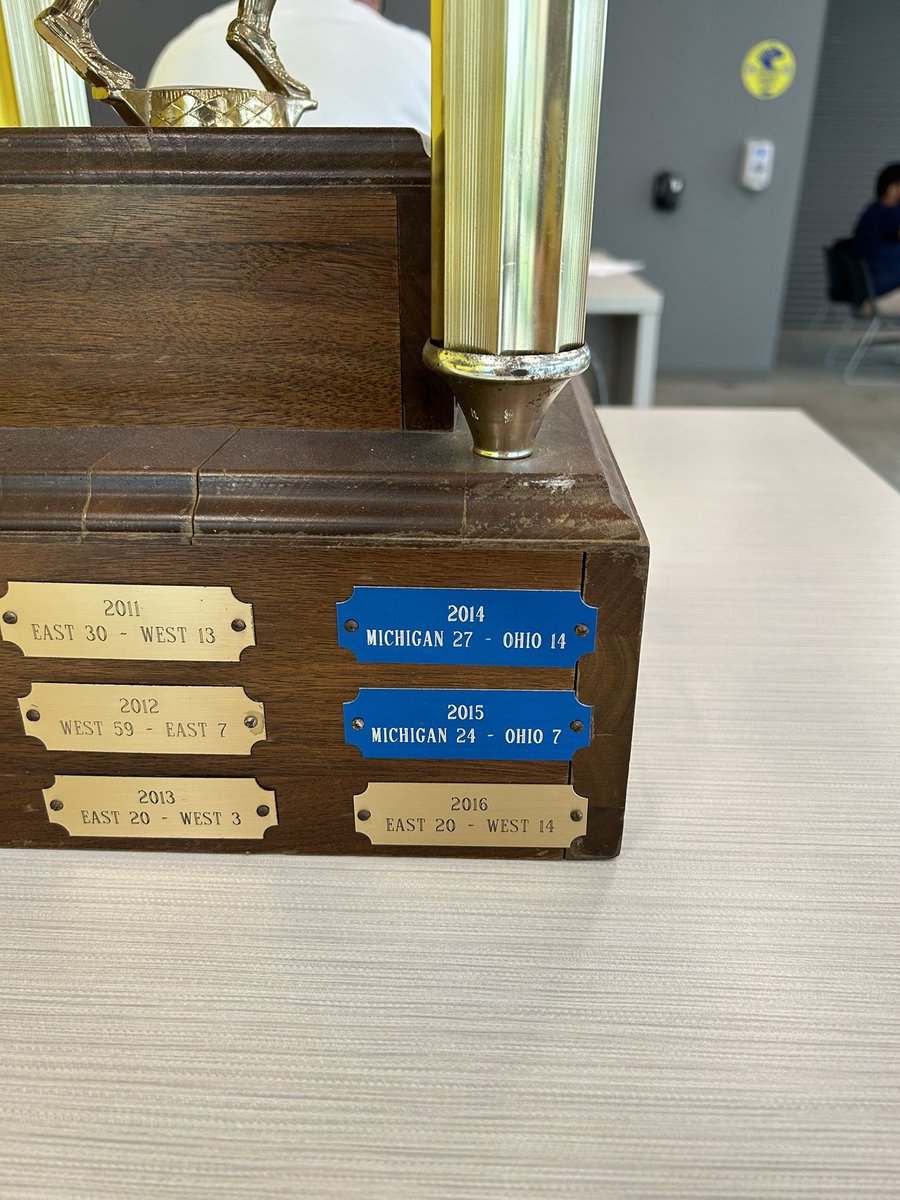 2011
EAST 30 - WEST 13
2012
WEST 59 - EAST 7
2013
EAST 20 - WEST 3
2014
MICHIGAN 27 - OHIO 14
2015
MICHIGAN 24 - OHIO 7
2016
EAST 20 - WEST 14